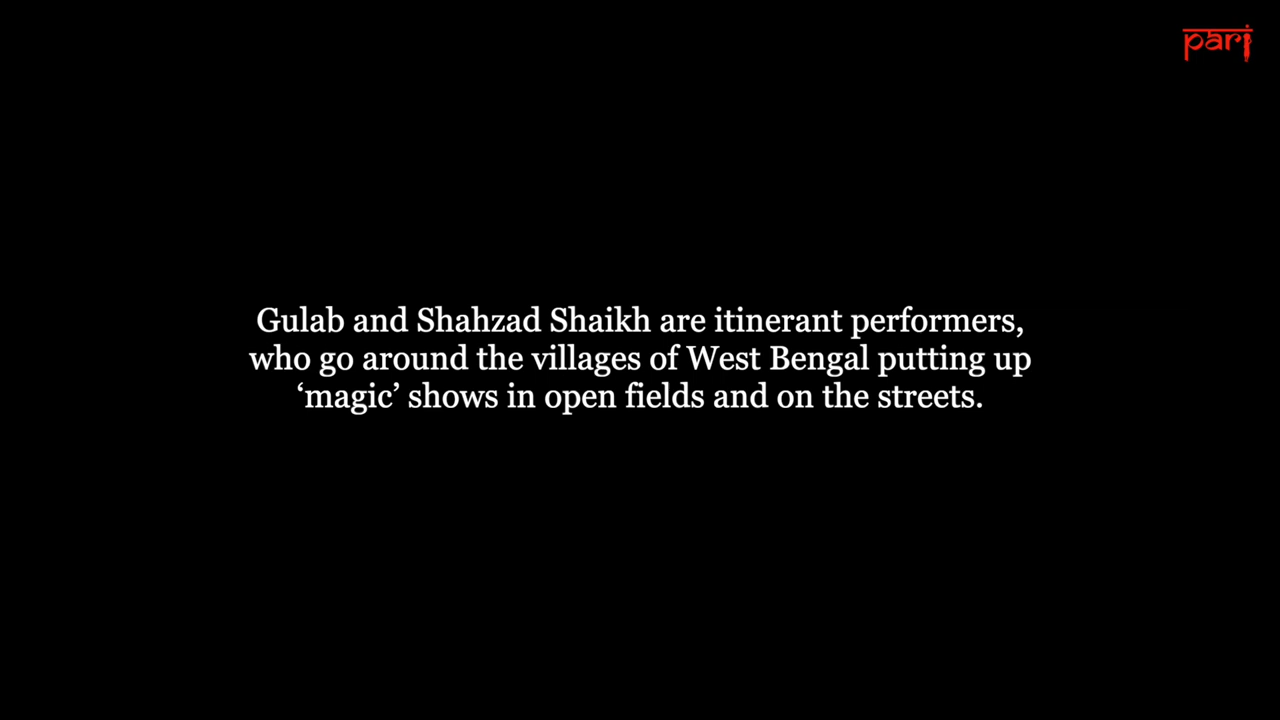 pari
Gulab and Shahzad Shaikh are itinerant performers,
who go around the villages of West Bengal putting up
‘magic’ shows in open fields and on the streets.